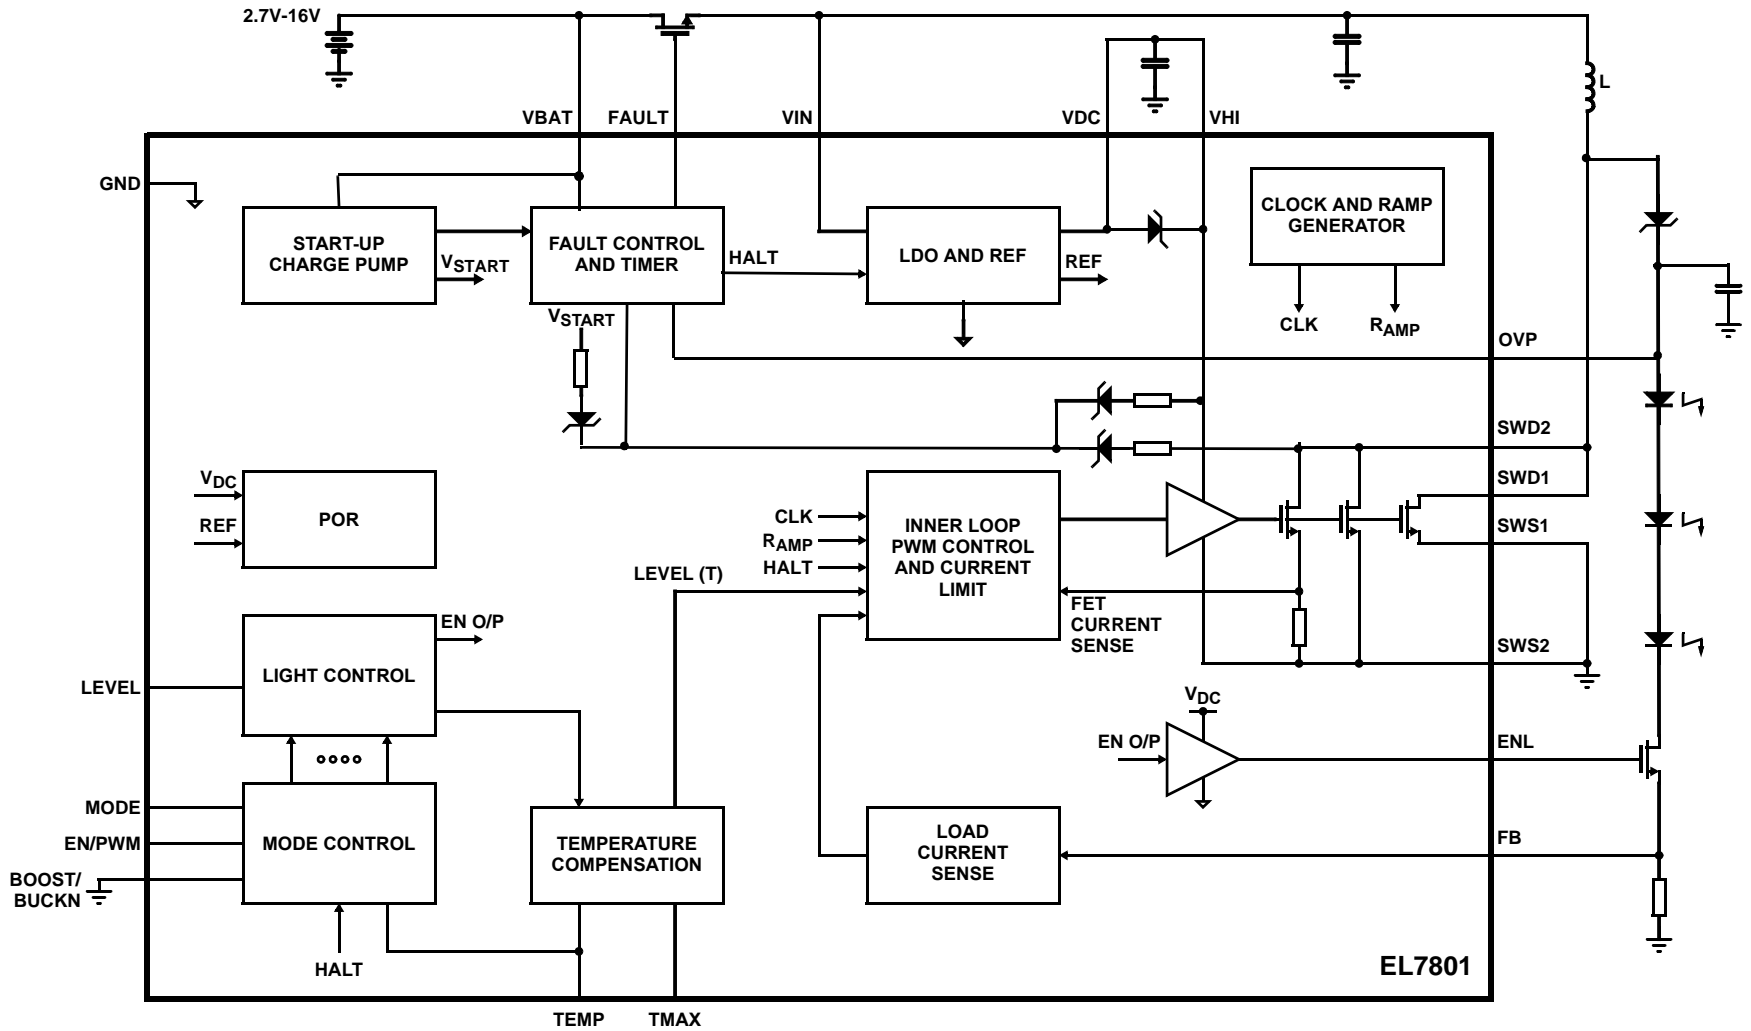 2.7V-16V
L
VBAT
FAULT
VIN
VDC
VHI
GND
START-UP
CHARGE PUMP
VSTART
FAULT CONTROL
AND TIMER
HALT
LDO AND REF
REF
CLOCK AND RAMP
GENERATOR
CLK
RAMP
VSTART
OVP
SWD2
SWD1
SWS1
SWS2
VDC
REF
POR
CLK
RAMP
HALT
LEVEL (T)
INNER LOOP
PWM CONTROL
AND CURRENT
LIMIT
FET
CURRENT
SENSE
EN O/P
LIGHT CONTROL
LEVEL
VDC
EN O/P
ENL
MODE
EN/PWM
BOOST/
BUCKN
MODE CONTROL
TEMPERATURE
COMPENSATION
LOAD
CURRENT
SENSE
FB
HALT
EL7801
TEMP
TMAX